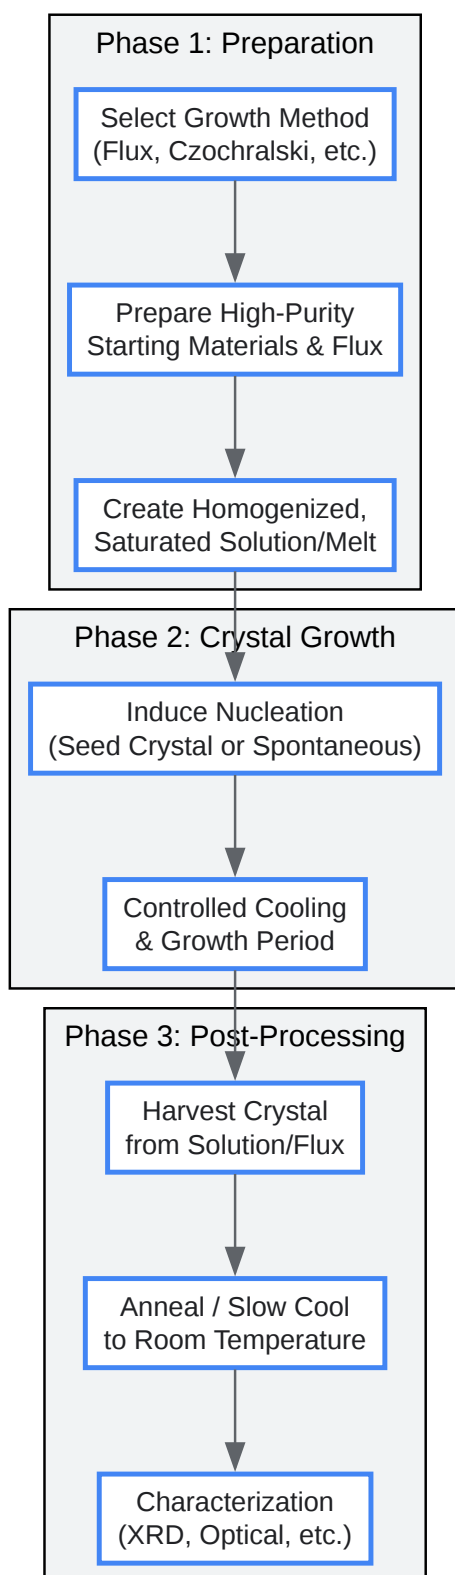 Phase 1: Preparation
Select Growth Method
(Flux, Czochralski, etc.)
Prepare High-Purity
Starting Materials & Flux
Create Homogenized,
Saturated Solution/Melt
Phase 2: Crystal Growth
Induce Nucleation
(Seed Crystal or Spontaneous)
Controlled Cooling
& Growth Period
Phase 3: Post-Processing
Harvest Crystal
from Solution/Flux
Anneal / Slow Cool
to Room Temperature
Characterization
(XRD, Optical, etc.)